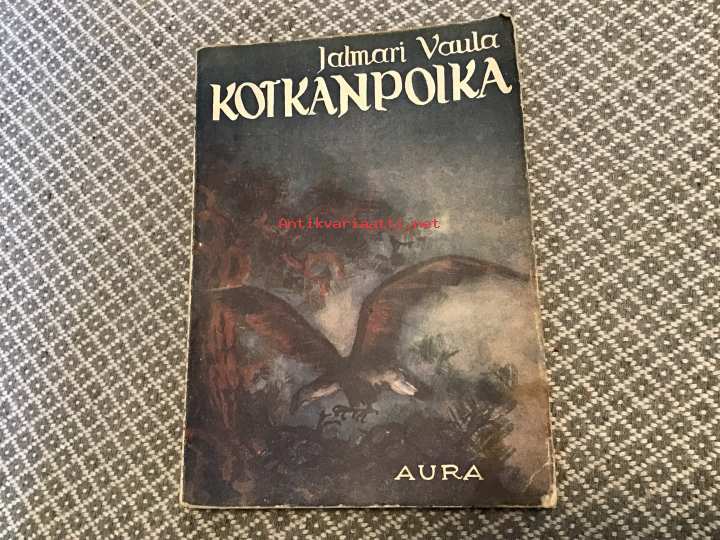 Jalmari Vaula
KOTKANPOIKA
Antikvariaatti.net
AURA